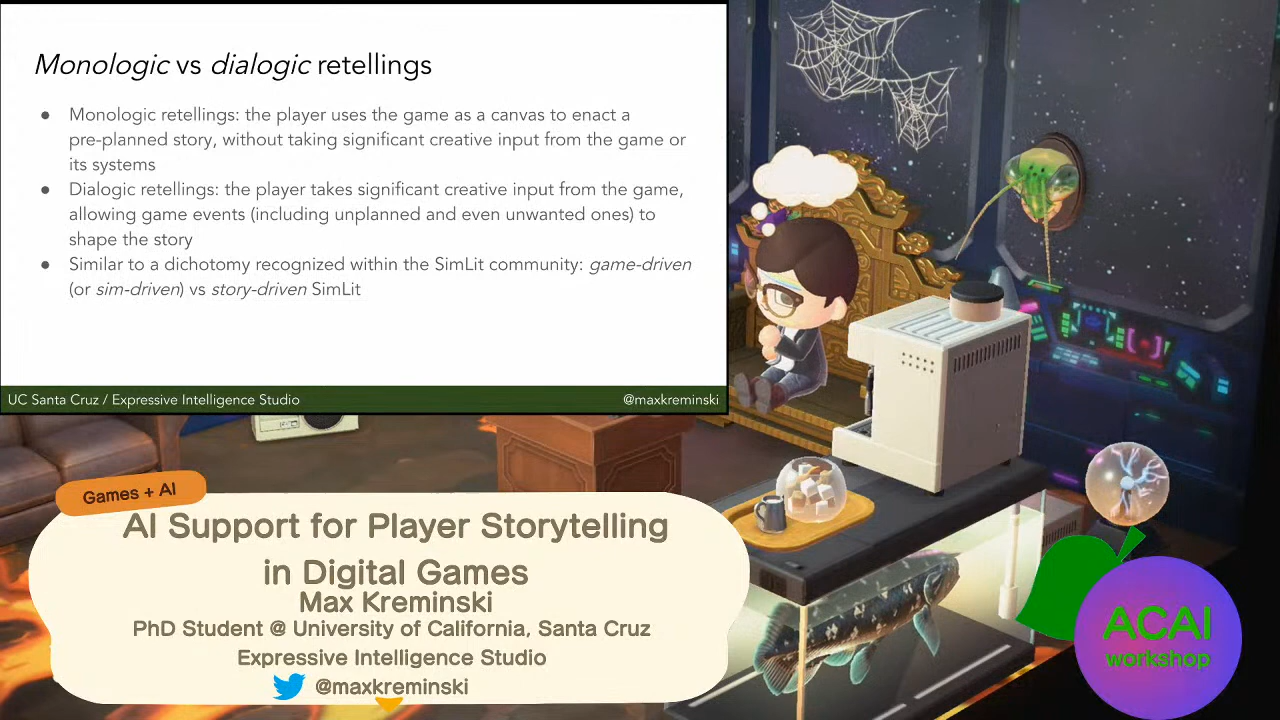 Monologic vs dialogic retellings
● Monologic retellings: the player uses the game as a canvas to enact a
pre-planned story, without taking significant creative input from the game or
its systems
● Dialogic retellings: the player takes significant creative input from the game,
allowing game events (including unplanned and even unwanted ones) to
shape the story
● Similar to a dichotomy recognized within the SimLit community: game-driven
(or sim-driven) vs story-driven SimLit
UC Santa Cruz / Expressive Intelligence Studio
@maxkreminski
Games + AI
AI Support for Player Storytelling
in Digital Games
Max Kreminski
PhD Student @ University of California, Santa Cruz
Expressive Intelligence Studio
@maxkreminski
ACAI
workshop